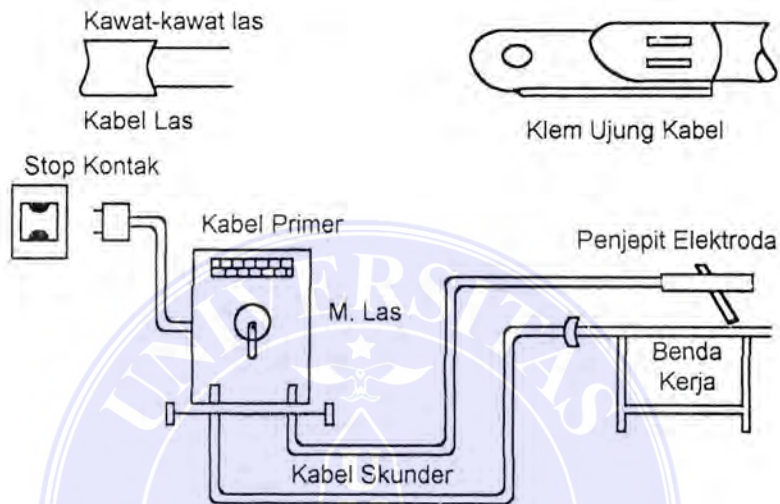 Kawat-kawat las
Kabel Las
Klem Ujung Kabel
Stop Kontak
Kabel Primer
Penjepit Elektroda
M. Las
Benda
Kerja
Kabel Skunder
UNIVERSITAS